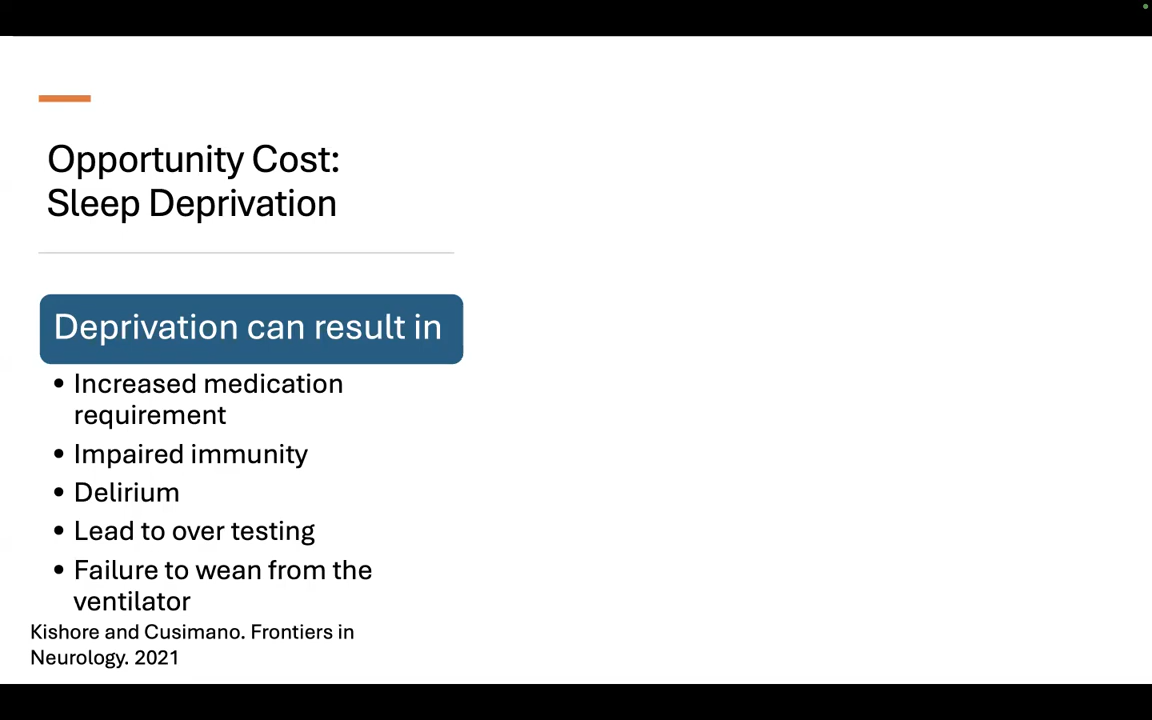 Opportunity Cost:
Sleep Deprivation
Deprivation can result in
• Increased medication
requirement
• Impaired immunity
• Delirium
• Lead to over testing
• Failure to wean from the
ventilator
Kishore and Cusimano. Frontiers in
Neurology. 2021